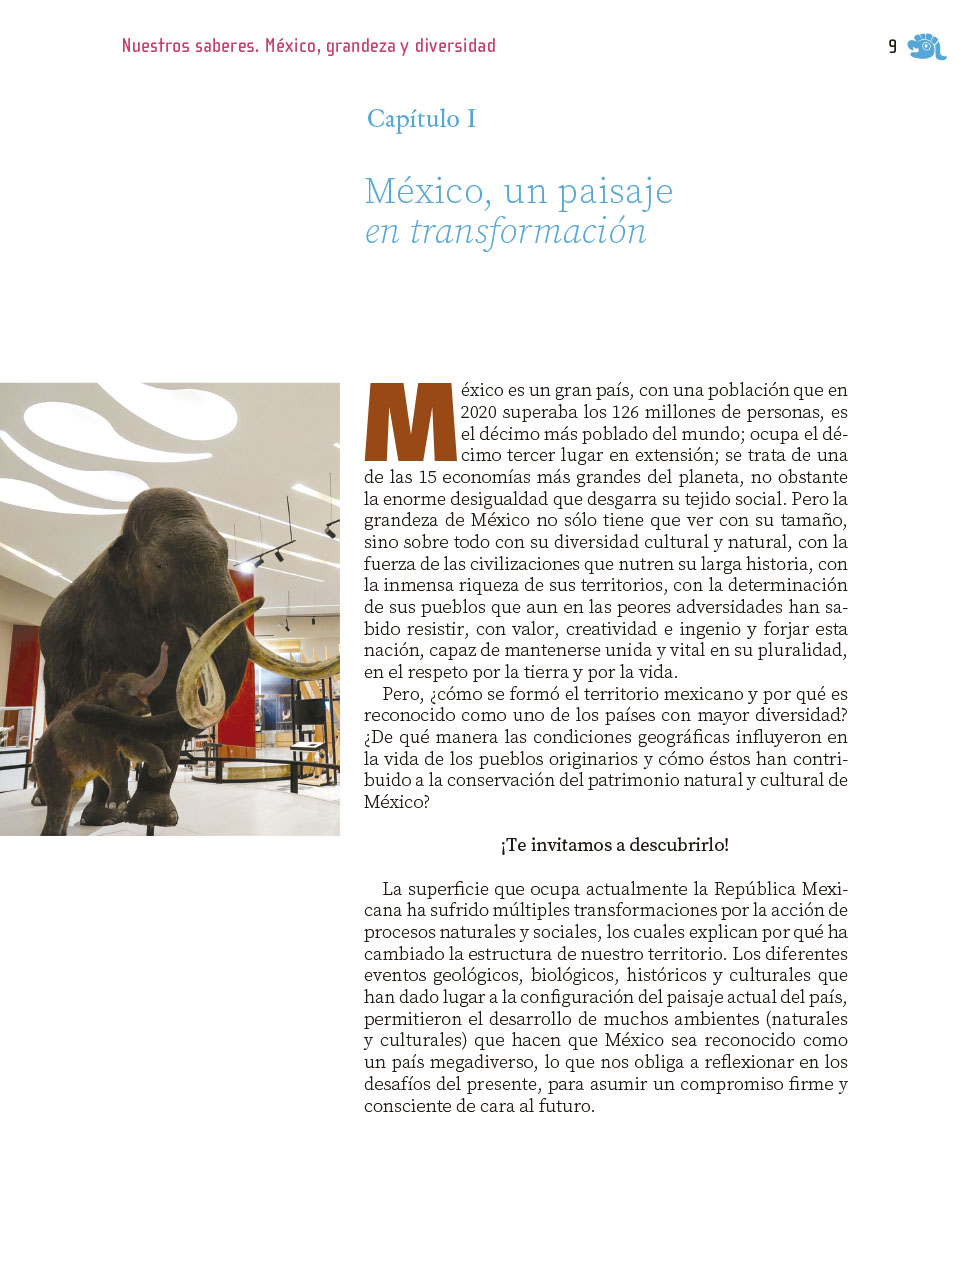 Nuestros saberes. México, grandeza y diversidad
9
Capítulo I
México, un paisaje
en transformación
México es un gran país, con una población que en
2020 superaba los 126 millones de personas, es
el décimo más poblado del mundo; ocupa el dé-
cimo tercer lugar en extensión; se trata de una
de las 15 economías más grandes del planeta, no obstante
la enorme desigualdad que desgarra su tejido social. Pero la
grandeza de México no sólo tiene que ver con su tamaño,
sino sobre todo con su diversidad cultural y natural, con la
fuerza de las civilizaciones que nutren su larga historia, con
la inmensa riqueza de sus territorios, con la determinación
de sus pueblos que aun en las peores adversidades han sa-
bido resistir, con valor, creatividad e ingenio y forjar esta
nación, capaz de mantenerse unida y vital en su pluralidad,
en el respeto por la tierra y por la vida.
Pero, ¿cómo se formó el territorio mexicano y por qué es
reconocido como uno de los países con mayor diversidad?
¿De qué manera las condiciones geográficas influyeron en
la vida de los pueblos originarios y cómo éstos han contri-
buido a la conservación del patrimonio natural y cultural de
México?
¡Te invitamos a descubrirlo!
La superficie que ocupa actualmente la República Mexi-
cana ha sufrido múltiples transformaciones por la acción de
procesos naturales y sociales, los cuales explican por qué ha
cambiado la estructura de nuestro territorio. Los diferentes
eventos geológicos, biológicos, históricos y culturales que
han dado lugar a la configuración del paisaje actual del país,
permitieron el desarrollo de muchos ambientes (naturales
y culturales) que hacen que México sea reconocido como
un país megadiverso, lo que nos obliga a reflexionar en los
desafíos del presente, para asumir un compromiso firme y
consciente de cara al futuro.